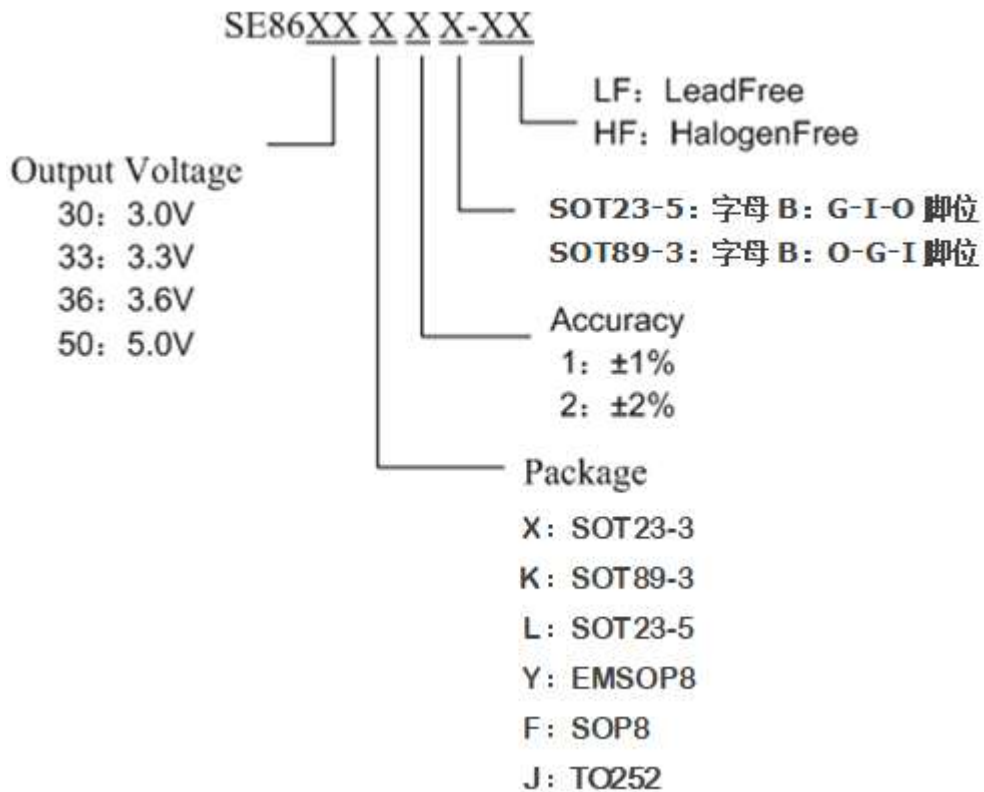 SE86XX X X X-XX
LF：LeadFree
HF：HalogenFree
Output Voltage
30：3.0V
33：3.3V
36：3.6V
50：5.0V
SOT23-5：字母 B：G-I-O 脚位
SOT89-3：字母 B：O-G-I 脚位
Accuracy
1：±1%
2：±2%
Package
X：SOT23-3
K：SOT89-3
L：SOT23-5
Y：EMSOP8
F：SOP8
J：TO252